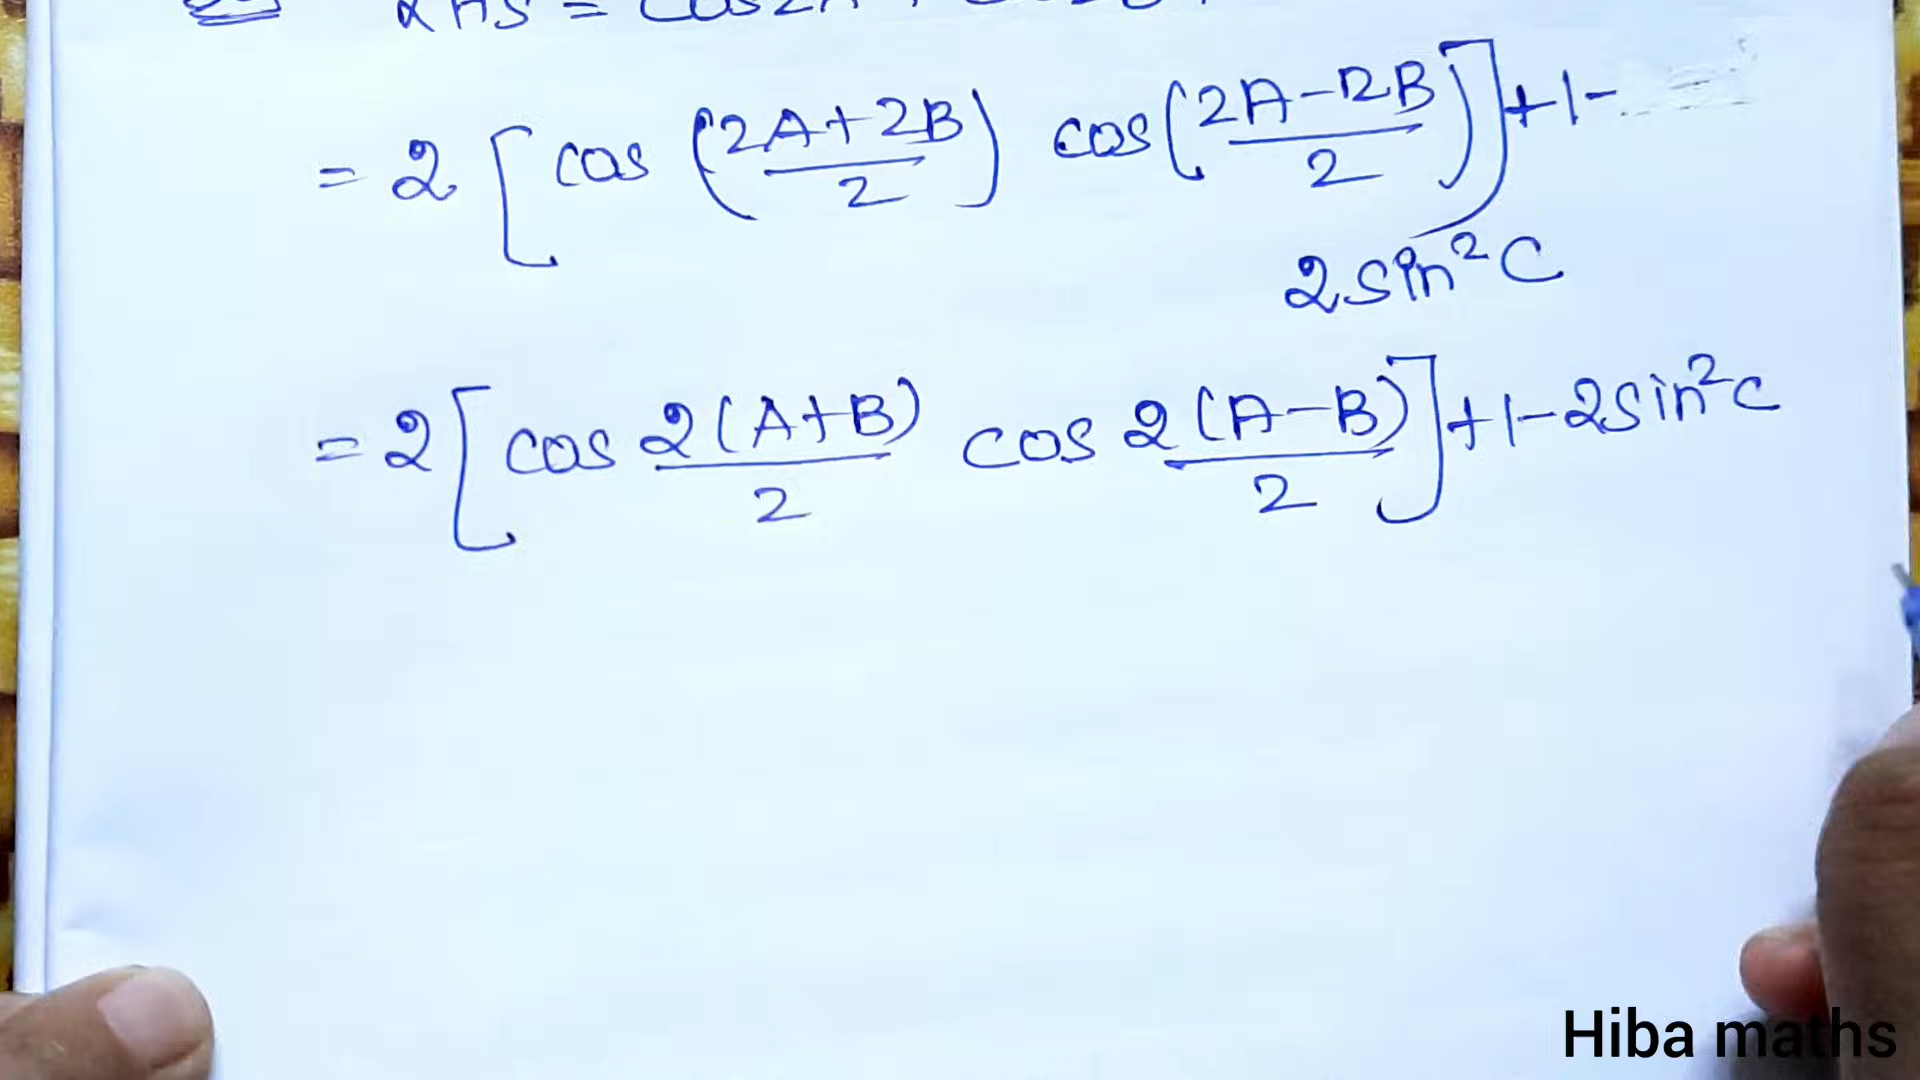 = 2 [cos (2A+2B/2) cos (2A-2B/2)] +1-
2sin²C
= 2 [cos 2(A+B)/2 cos 2(A-B)/2] +1-2sin²C
Hiba maths